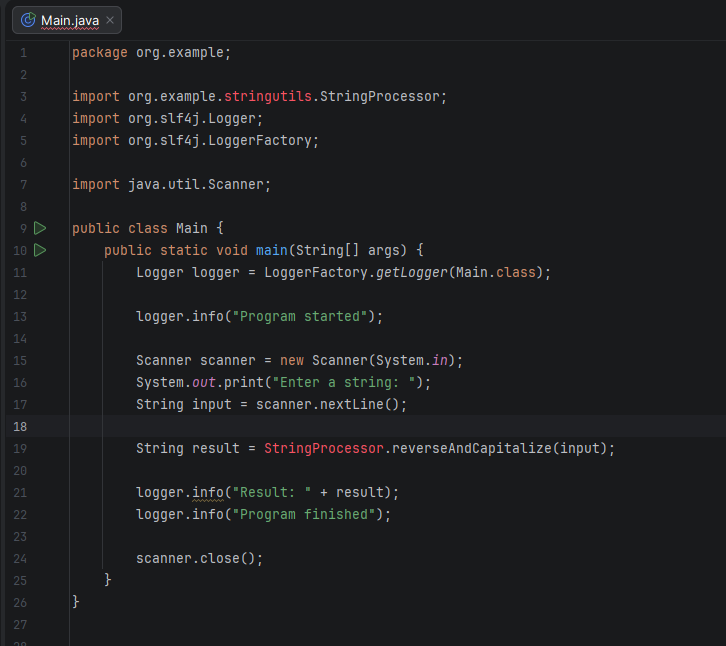 Main.java ×
1 package org.example;
2
3 import org.example.stringutils.StringProcessor;
4 import org.slf4j.Logger;
5 import org.slf4j.LoggerFactory;
6
7 import java.util.Scanner;
8
9 public class Main {
10     public static void main(String[] args) {
11         Logger logger = LoggerFactory.getLogger(Main.class);
12
13         logger.info("Program started");
14
15         Scanner scanner = new Scanner(System.in);
16         System.out.print("Enter a string: ");
17         String input = scanner.nextLine();
18
19         String result = StringProcessor.reverseAndCapitalize(input);
20
21         logger.info("Result: " + result);
22         logger.info("Program finished");
23
24         scanner.close();
25     }
26 }
27
28